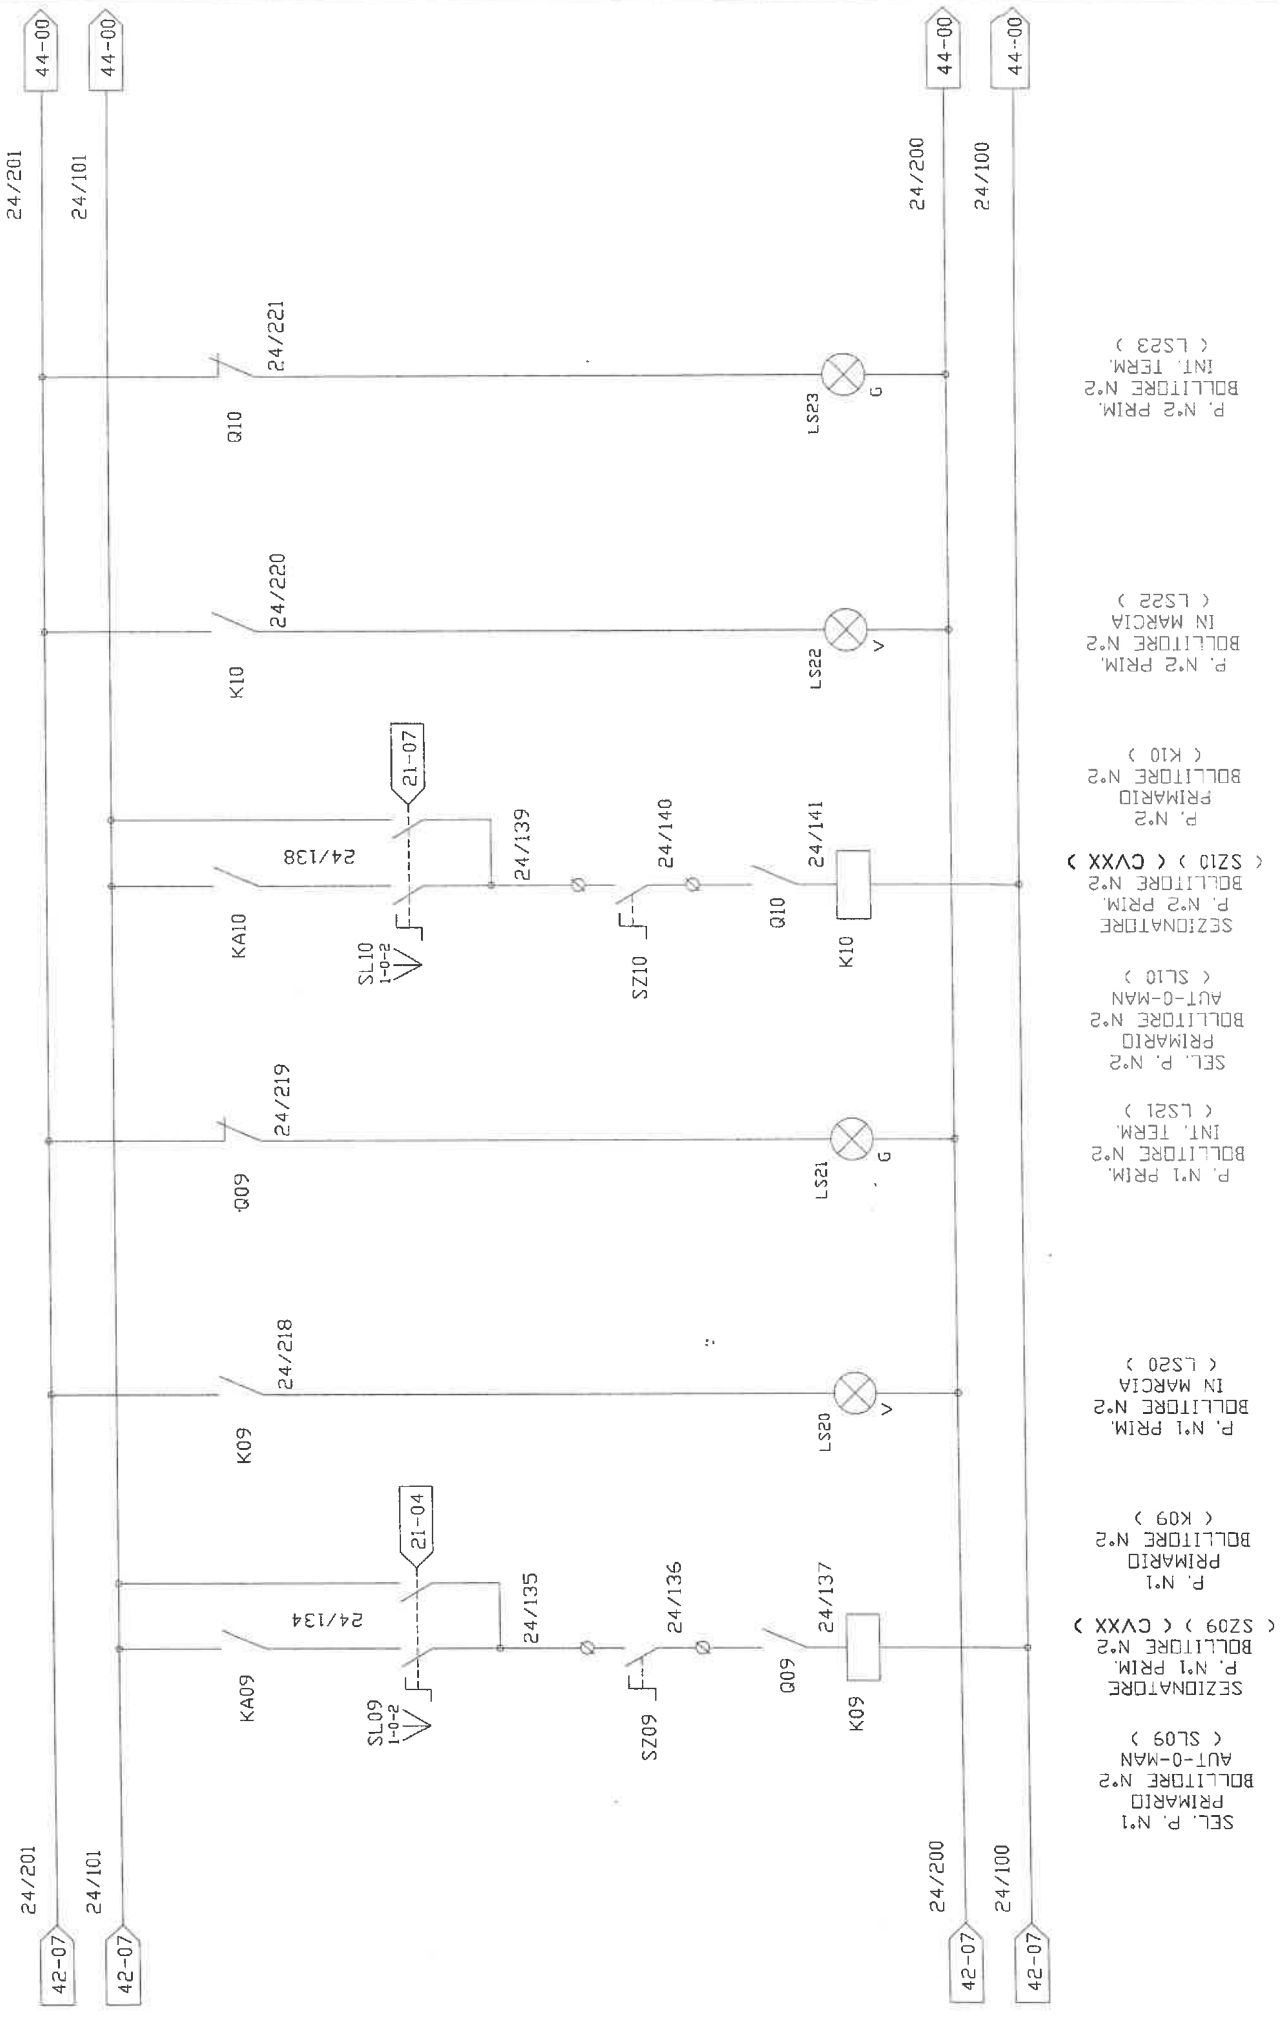 42-07
24/201
24/201
44-00
42-07
24/101
24/101
44-00
KA09
24/134
SL09
1-0-2
21-04
24/135
SZ09
24/136
Q09
24/137
K09
K09
24/218
LS20
V
Q09
24/219
LS21
G
KA10
24/138
SL10
1-0-2
21-07
24/139
SZ10
24/140
Q10
24/141
K10
K10
24/220
LS22
V
Q10
24/221
LS23
G
42-07
24/200
24/200
44-00
42-07
24/100
24/100
44-00
SEL. P. N°1
PRIMARIO
BOLLITORE N°2
AUT-0-MAN
( SL09 )
SEZIONATORE
P. N°1 PRIM.
BOLLITORE N°2
( SZ09 ) ( CVXX )
P. N°1
PRIMARIO
BOLLITORE N°2
( K09 )
P. N°1 PRIM.
BOLLITORE N°2
IN MARCIA
( LS20 )
P. N°1 PRIM.
BOLLITORE N°2
INT. TERM.
( LS21 )
SEL. P. N°2
PRIMARIO
BOLLITORE N°2
AUT-0-MAN
( SL10 )
SEZIONATORE
P. N°2 PRIM.
BOLLITORE N°2
( SZ10 ) ( CVXX )
P. N°2
PRIMARIO
BOLLITORE N°2
( K10 )
P. N°2 PRIM.
BOLLITORE N°2
IN MARCIA
( LS22 )
P. N°2 PRIM.
BOLLITORE N°2
INT. TERM.
( LS23 )